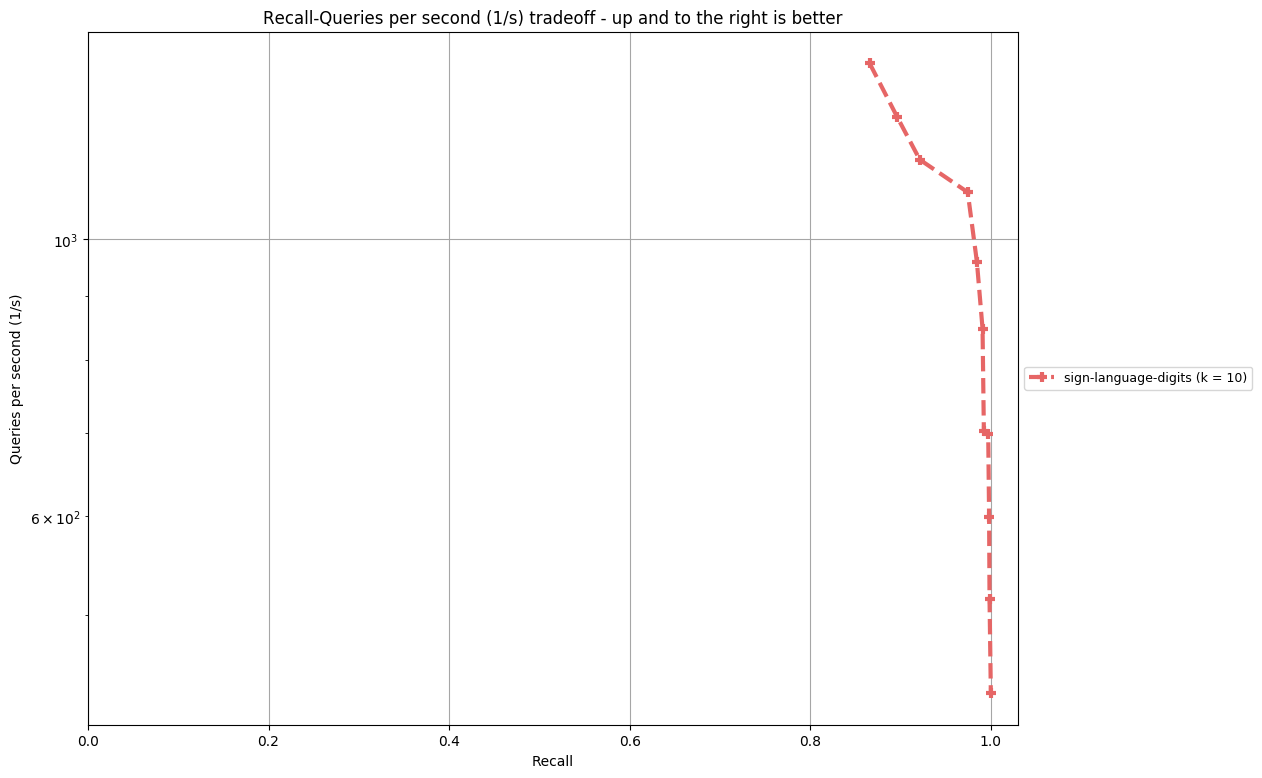 Recall-Queries per second (1/s) tradeoff - up and to the right is better
Queries per second (1/s)
10³
6 × 10²
0.0 0.2 0.4 0.6 0.8 1.0
Recall
sign-language-digits (k = 10)